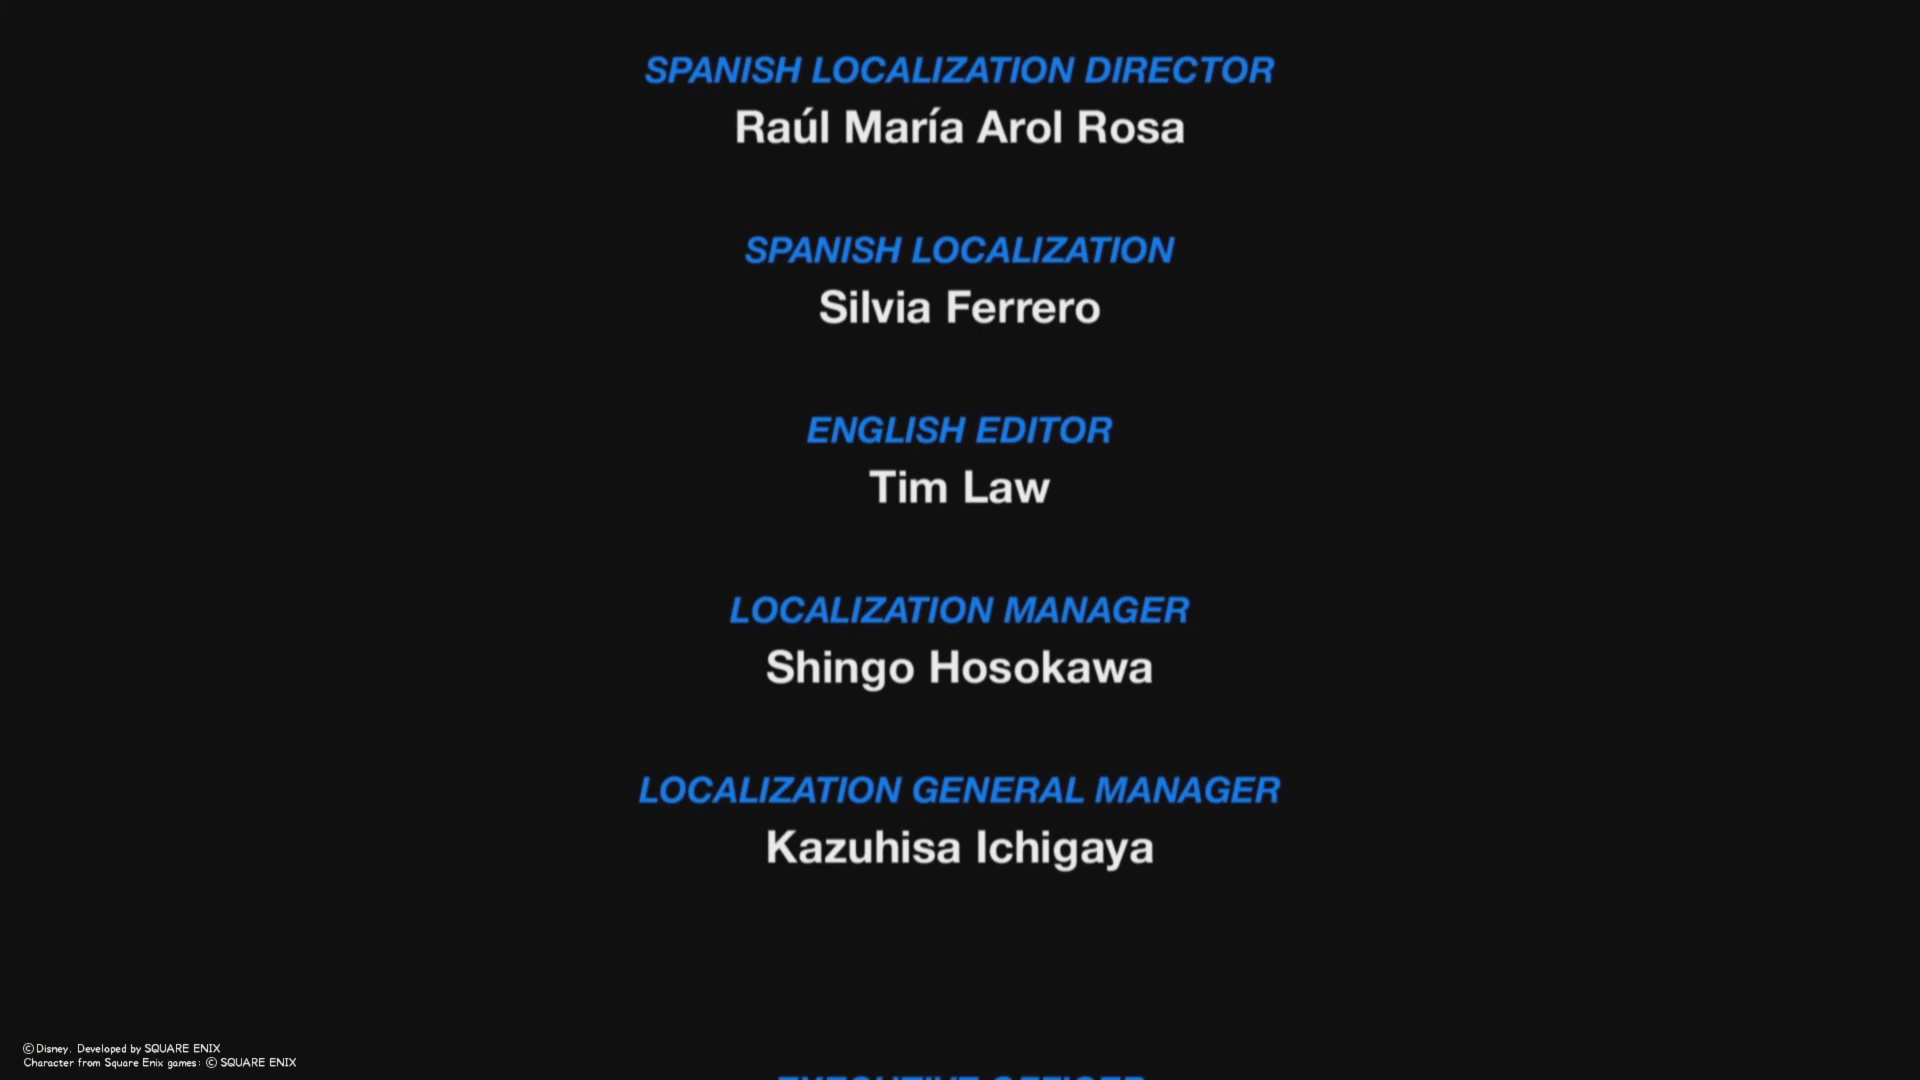 SPANISH LOCALIZATION DIRECTOR
Raúl María Arol Rosa
SPANISH LOCALIZATION
Silvia Ferrero
ENGLISH EDITOR
Tim Law
LOCALIZATION MANAGER
Shingo Hosokawa
LOCALIZATION GENERAL MANAGER
Kazuhisa Ichigaya
© Disney. Developed by SQUARE ENIX
Character from Square Enix games: © SQUARE ENIX